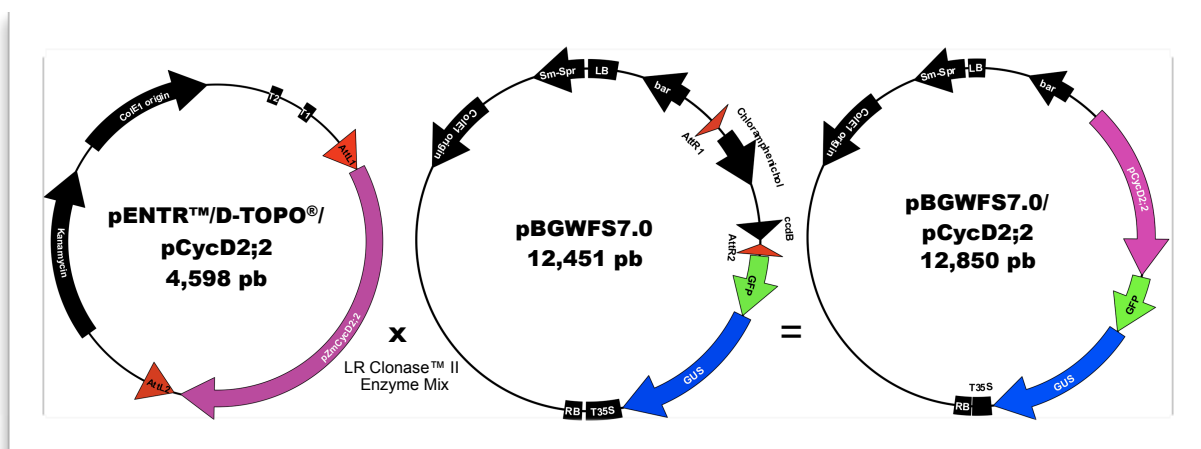 ColE1 origin
T2
T1
AttL1
Kanamycin
pENTR™/D-TOPO®/
pCycD2;2
4,598 pb
pZmCycD2;2
AttL2
x
LR Clonase™ II
Enzyme Mix
Sm-Spr
LB
bar
ColE1 origin
AttR1
Chloramphenichol
pBGWFS7.0
12,451 pb
ccdB
AttR2
GFP
GUS
RB
T35S
=
Sm-Spr
LB
bar
ColE1 origin
pCycD2;2
pBGWFS7.0/
pCycD2;2
12,850 pb
GFP
GUS
T35S
RB